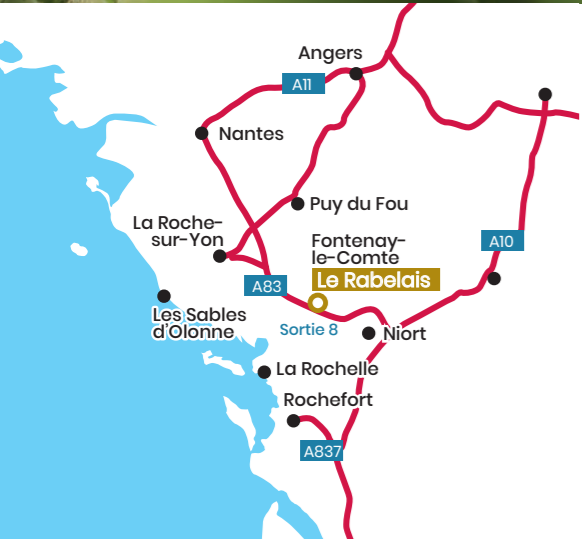 Angers
A11
Nantes
Puy du Fou
La Roche-
sur-Yon
Fontenay-
le-Comte
A10
Le Rabelais
A83
Les Sables
d'Olonne
Sortie 8
Niort
La Rochelle
Rochefort
A837